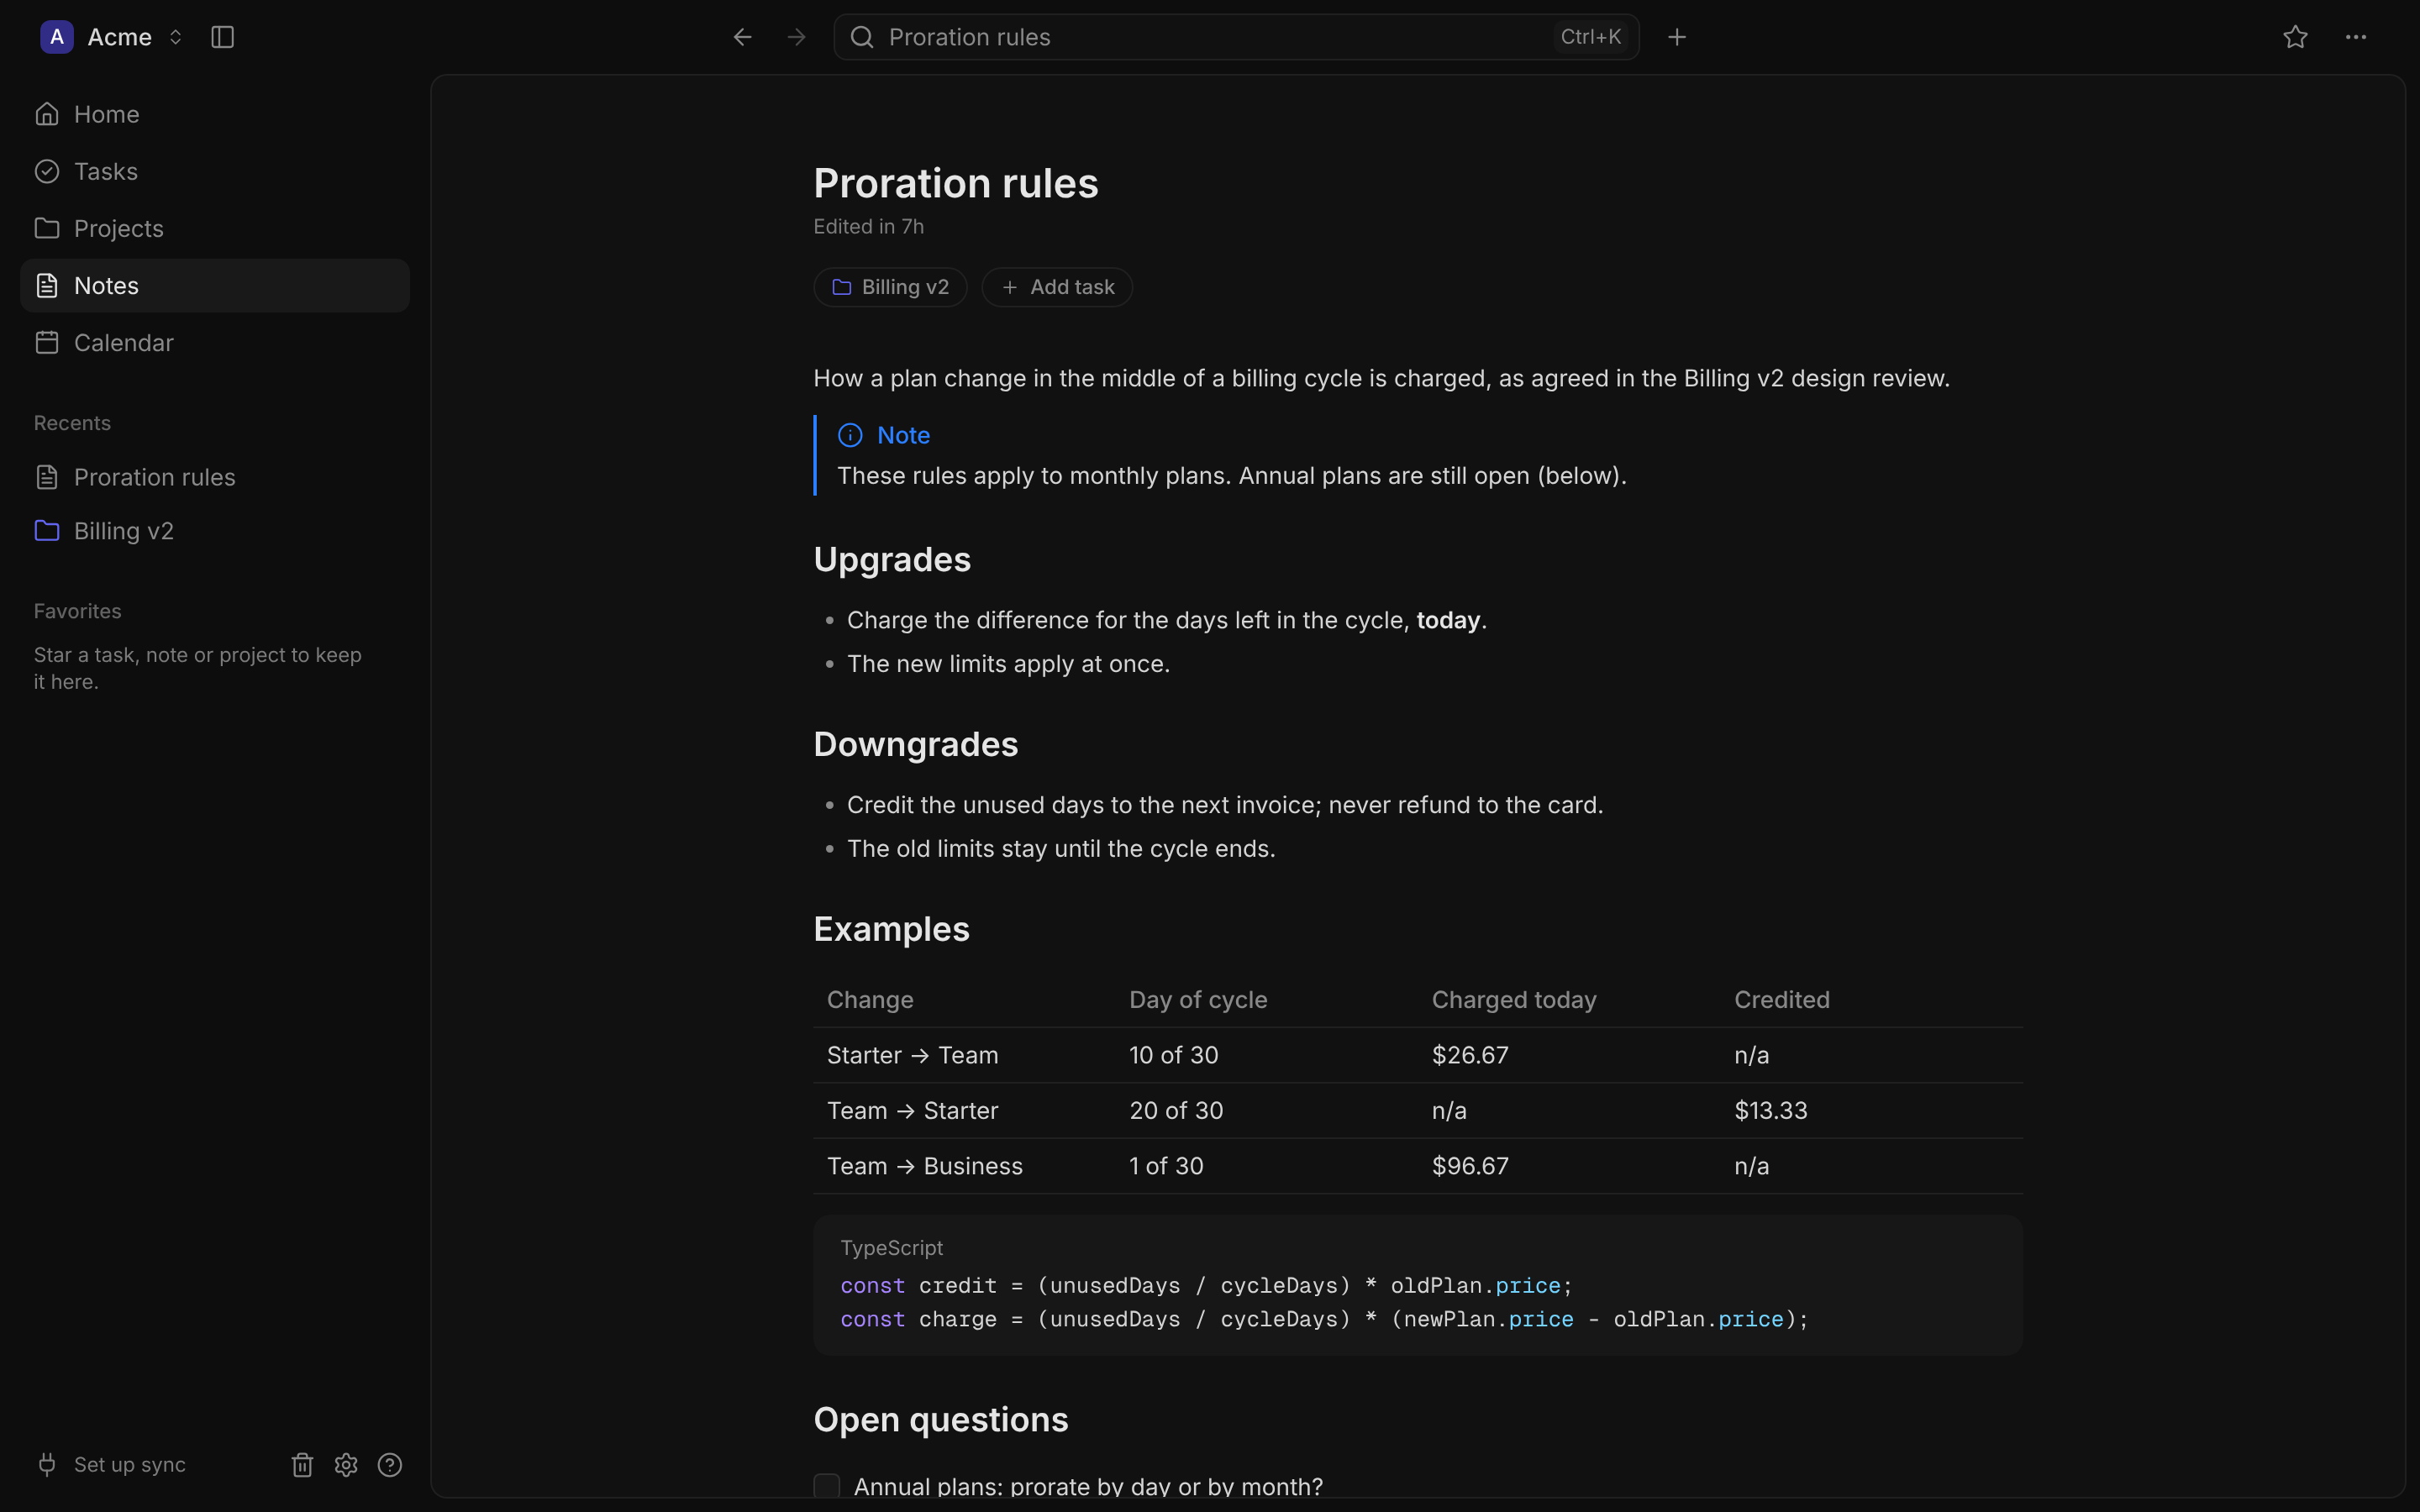 A Acme
Proration rules Ctrl+K
Home
Tasks
Projects
Notes
Calendar
Recents
Proration rules
Billing v2
Favorites
Star a task, note or project to keep
it here.
Set up sync
Proration rules
Edited in 7h
Billing v2 Add task
How a plan change in the middle of a billing cycle is charged, as agreed in the Billing v2 design review.
Note
These rules apply to monthly plans. Annual plans are still open (below).
Upgrades
• Charge the difference for the days left in the cycle, today.
• The new limits apply at once.
Downgrades
• Credit the unused days to the next invoice; never refund to the card.
• The old limits stay until the cycle ends.
Examples
Change Day of cycle Charged today Credited
Starter → Team 10 of 30 $26.67 n/a
Team → Starter 20 of 30 n/a $13.33
Team → Business 1 of 30 $96.67 n/a
TypeScript
const credit = (unusedDays / cycleDays) * oldPlan.price;
const charge = (unusedDays / cycleDays) * (newPlan.price - oldPlan.price);
Open questions
Annual plans: prorate by day or by month?